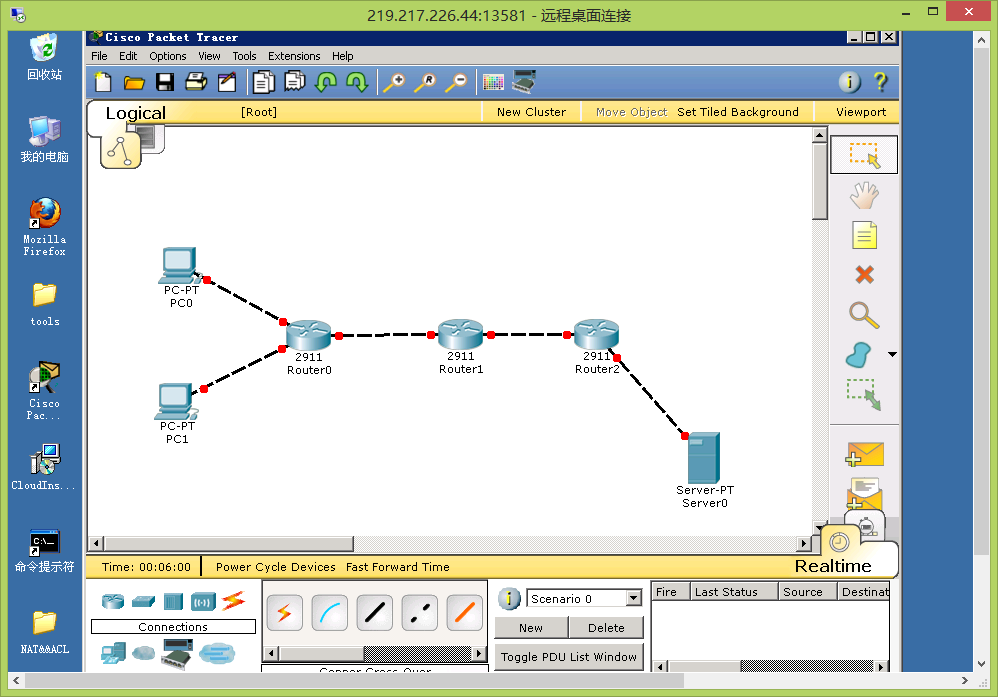 219.217.226.44:13581 - 远程桌面连接
回收站
我的电脑
Mozilla
Firefox
tools
Cisco
Pac...
CloudIns...
命令提示符
NAT&&ACL
Cisco Packet Tracer
File Edit Options View Tools Extensions Help
Logical [Root] New Cluster Move Object Set Tiled Background Viewport
PC-PT
PC0
2911
Router0
2911
Router1
2911
Router2
PC-PT
PC1
Server-PT
Server0
Time: 00:06:00 Power Cycle Devices Fast Forward Time Realtime
Connections
Copper Cross-Over
Scenario 0
New Delete
Toggle PDU List Window
Fire Last Status Source Destinat